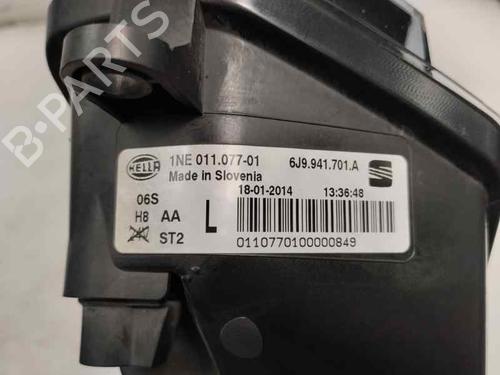 B-PARTS
HELLA
1NE 011.077-01
6J9.941.701.A
Made in Slovenia
18-01-2014
13:36:48
06S
H8 AA
ST2
L
0110770100000849